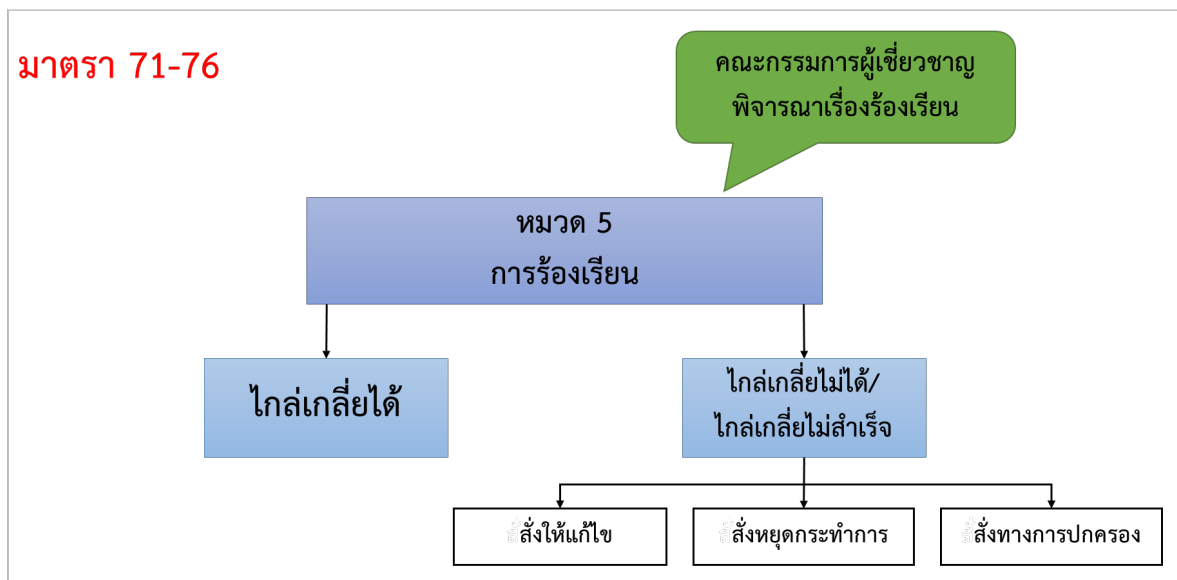 มาตรา 71-76
คณะกรรมการผู้เชี่ยวชาญ
พิจารณาเรื่องร้องเรียน
หมวด 5
การร้องเรียน
ไกล่เกลี่ยได้
ไกล่เกลี่ยไม่ได้/
ไกล่เกลี่ยไม่สำเร็จ
สั่งให้แก้ไข
สั่งหยุดกระทำการ
สั่งทางการปกครอง